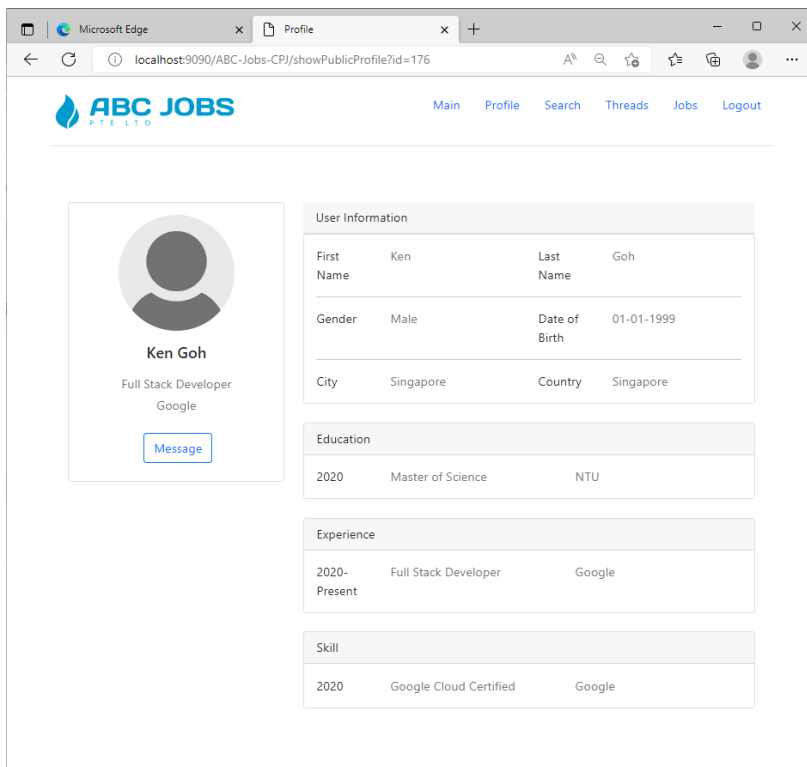 Microsoft Edge
Profile
localhost:9090/ABC-Jobs-CPJ/showPublicProfile?id=176
ABC JOBS
PTE LTD
Main Profile Search Threads Jobs Logout
Ken Goh
Full Stack Developer
Google
Message
User Information
First Name Ken Last Name Goh
Gender Male Date of Birth 01-01-1999
City Singapore Country Singapore
Education
2020 Master of Science NTU
Experience
2020-Present Full Stack Developer Google
Skill
2020 Google Cloud Certified Google